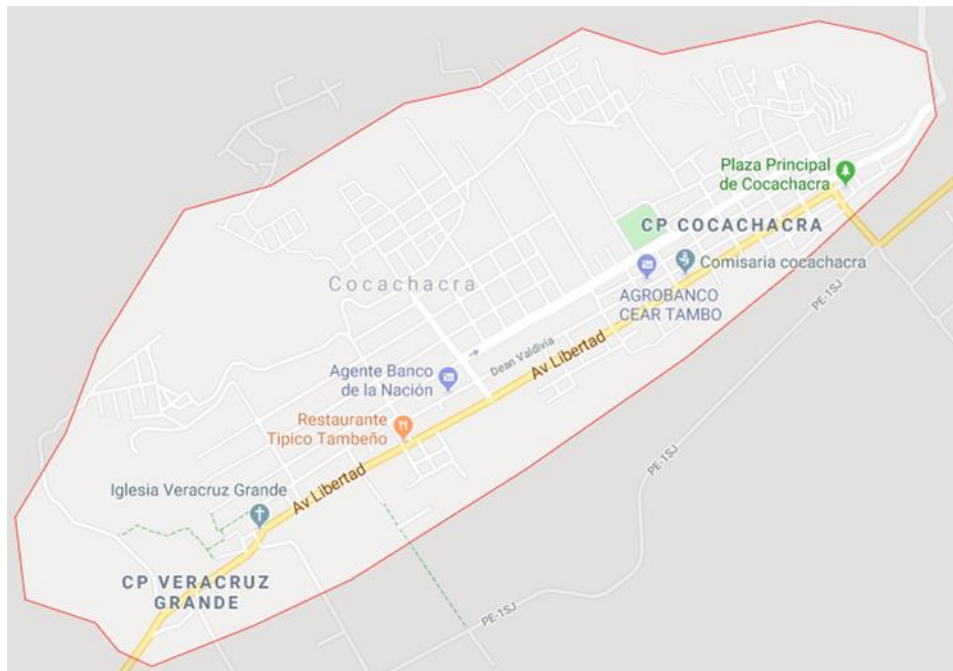 Plaza Principal
de Cocachacra
CP COCACHACRA
Comisaria cocachacra
Cocachacra
AGROBANCO
CEAR TAMBO
PE-1SJ
Dean Valdivia
Av Libertad
Agente Banco
de la Nación
Restaurante
Tipico Tambeño
PE-1SJ
Iglesia Veracruz Grande
Av Libertad
CP VERACRUZ
GRANDE
PE-1SJ